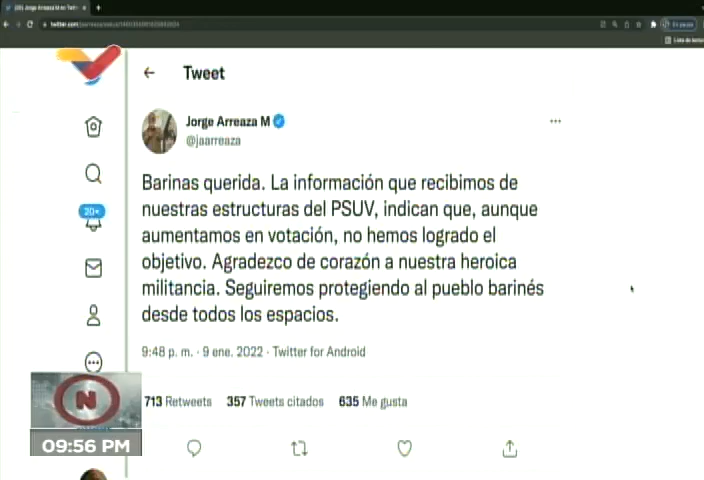 Tweet
Jorge Arreaza M
@jaarreaza
Barinas querida. La información que recibimos de
nuestras estructuras del PSUV, indican que, aunque
aumentamos en votación, no hemos logrado el
objetivo. Agradezco de corazón a nuestra heroica
militancia. Seguiremos protegiendo al pueblo barinés
desde todos los espacios.
20+
9:48 p. m. · 9 ene. 2022 · Twitter for Android
713 Retweets 357 Tweets citados 635 Me gusta
N
09:56 PM